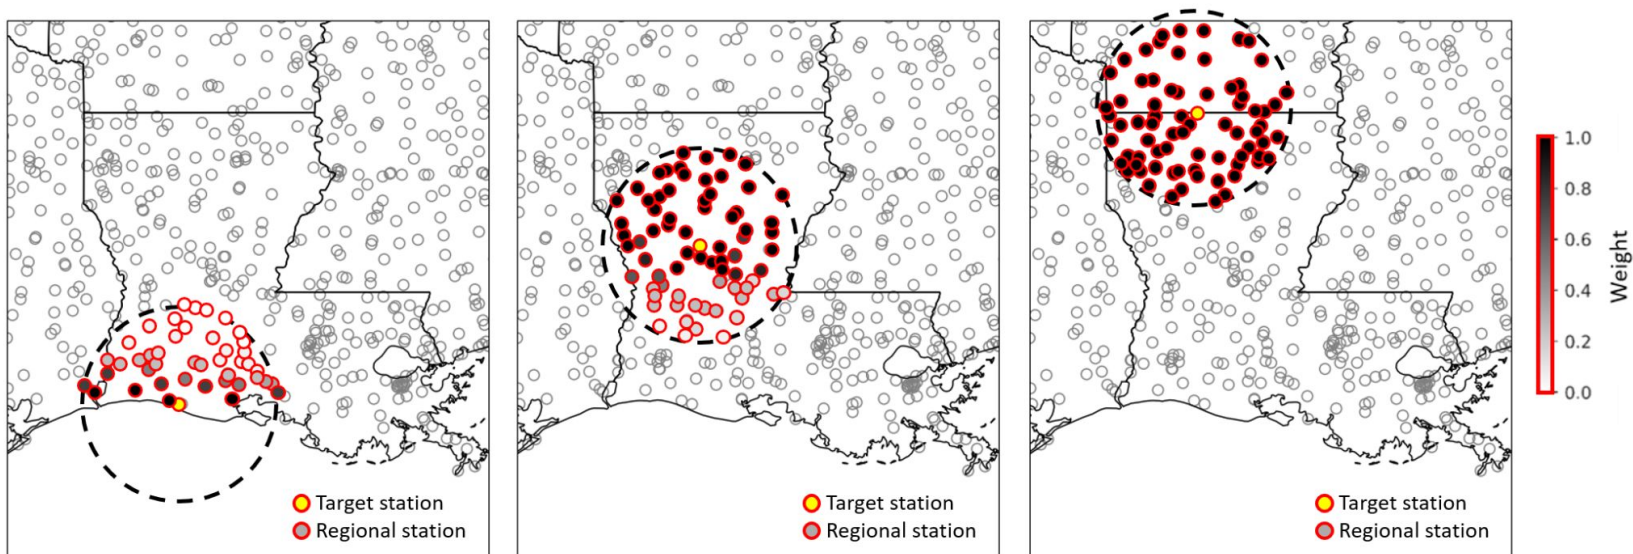 Target station
Regional station
Target station
Regional station
Target station
Regional station
1.0
0.8
0.6
0.4
0.2
0.0
Weight